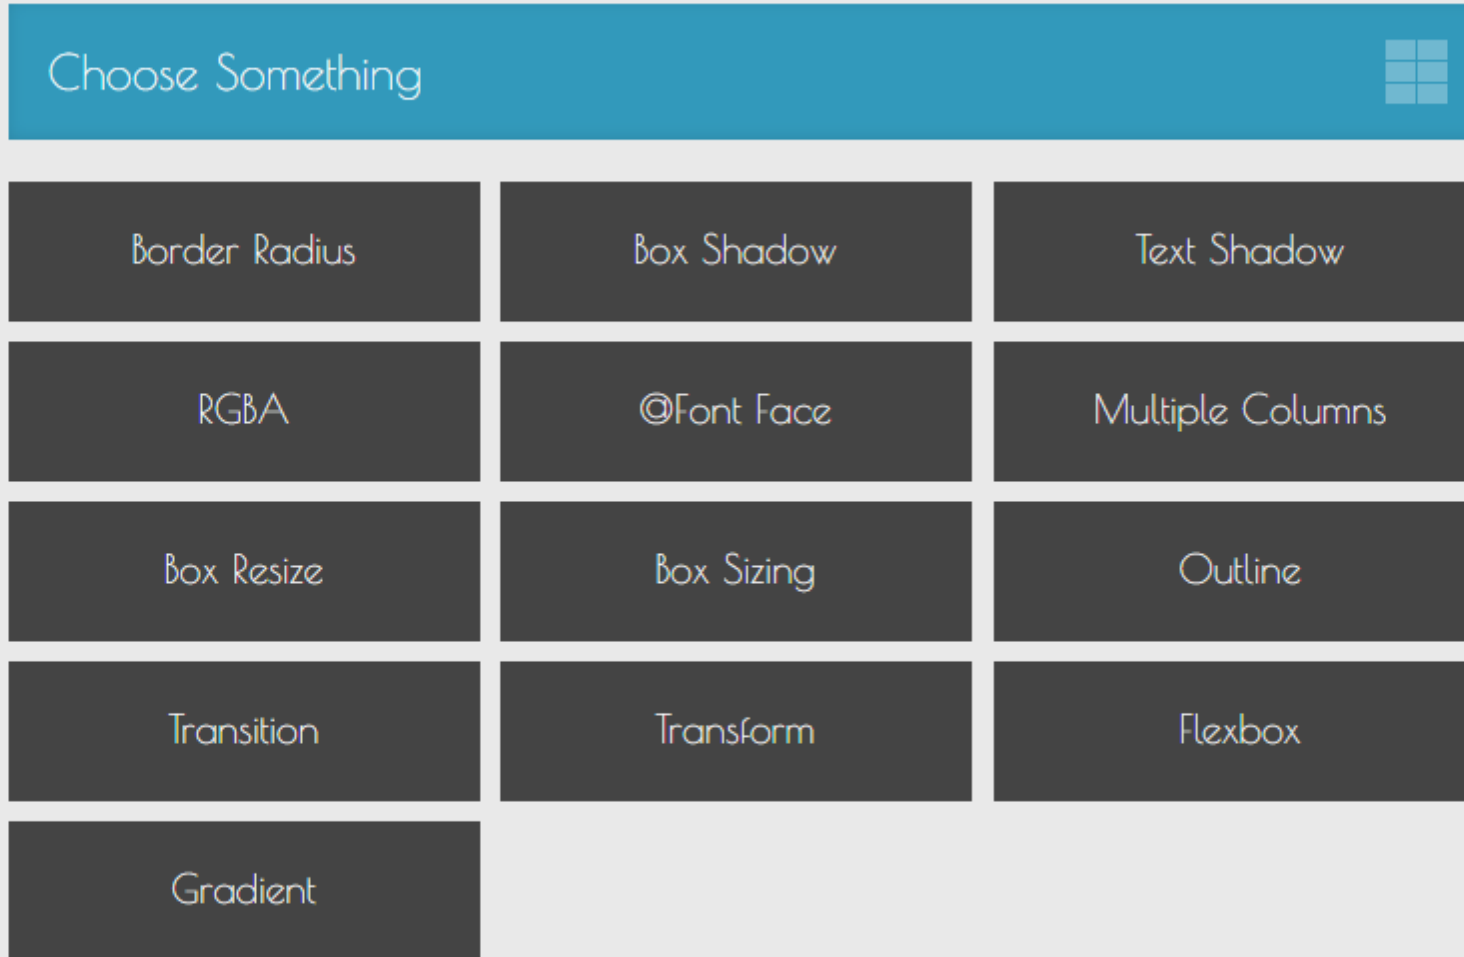 Choose Something
Border Radius
Box Shadow
Text Shadow
RGBA
@Font Face
Multiple Columns
Box Resize
Box Sizing
Outline
Transition
Transform
Flexbox
Gradient